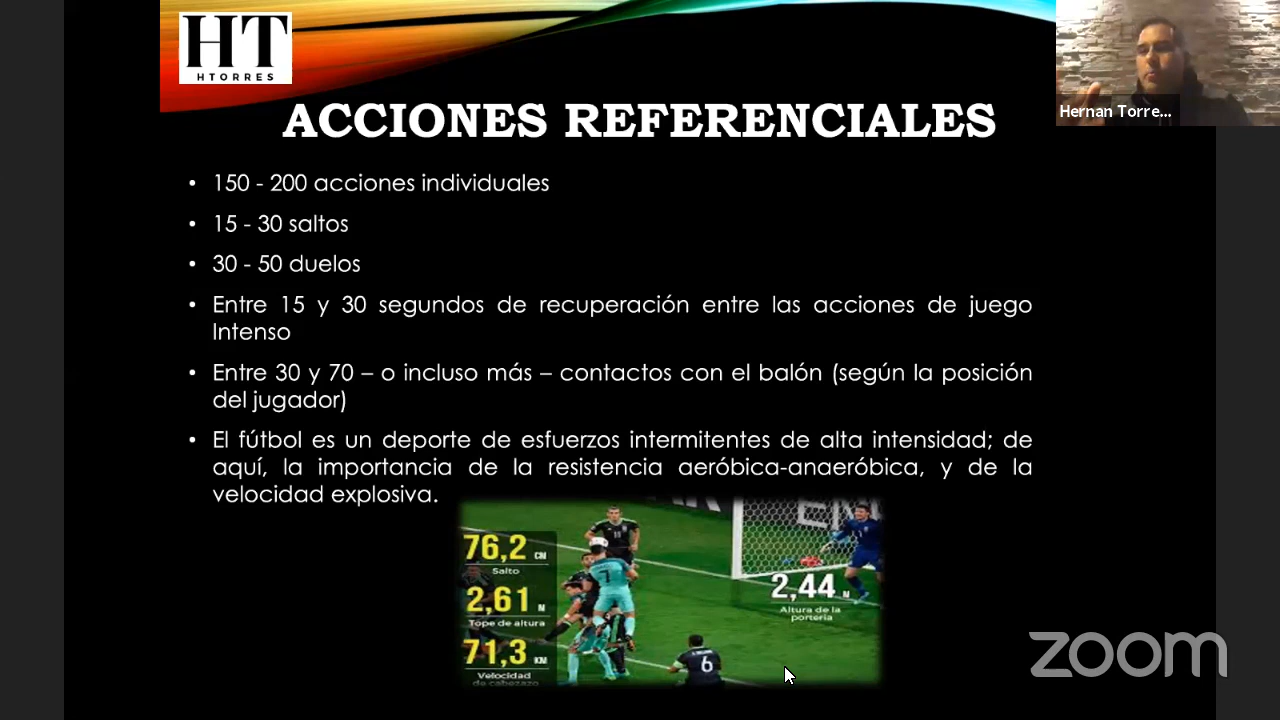 HT
HTORRES
Hernan Torre...
ACCIONES REFERENCIALES
• 150 - 200 acciones individuales
• 15 - 30 saltos
• 30 - 50 duelos
• Entre 15 y 30 segundos de recuperación entre las acciones de juego
Intenso
• Entre 30 y 70 – o incluso más – contactos con el balón (según la posición
del jugador)
• El fútbol es un deporte de esfuerzos intermitentes de alta intensidad; de
aquí, la importancia de la resistencia aeróbica-anaeróbica, y de la
velocidad explosiva.
76,2 CM
Salto
2,61 M
Tope de altura
71,3 KM
Velocidad
de cabezazo
2,44 M
Altura de la
portería
7
6
zoom